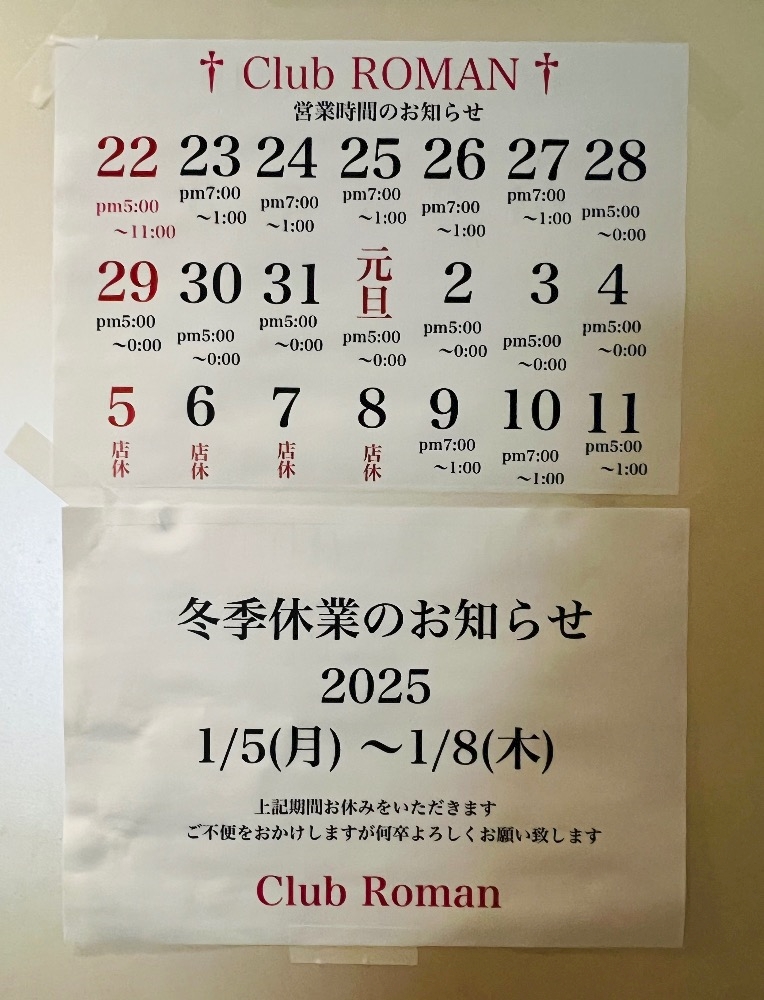 † Club ROMAN †
営業時間のお知らせ
22 23 24 25 26 27 28
pm5:00 pm7:00 pm7:00 pm7:00 pm7:00 pm7:00 pm5:00
〜11:00 〜1:00 〜1:00 〜1:00 〜1:00 〜1:00 〜0:00
29 30 31 元旦 2 3 4
pm5:00 pm5:00 pm5:00 pm5:00 pm5:00 pm5:00 pm5:00
〜0:00 〜0:00 〜0:00 〜0:00 〜0:00 〜0:00 〜0:00
5 6 7 8 9 10 11
店休 店休 店休 店休 pm7:00 pm7:00 pm5:00
〜1:00 〜1:00 〜1:00
冬季休業のお知らせ
2025
1/5(月) 〜1/8(木)
上記期間お休みをいただきます
ご不便をおかけしますが何卒よろしくお願い致します
Club Roman